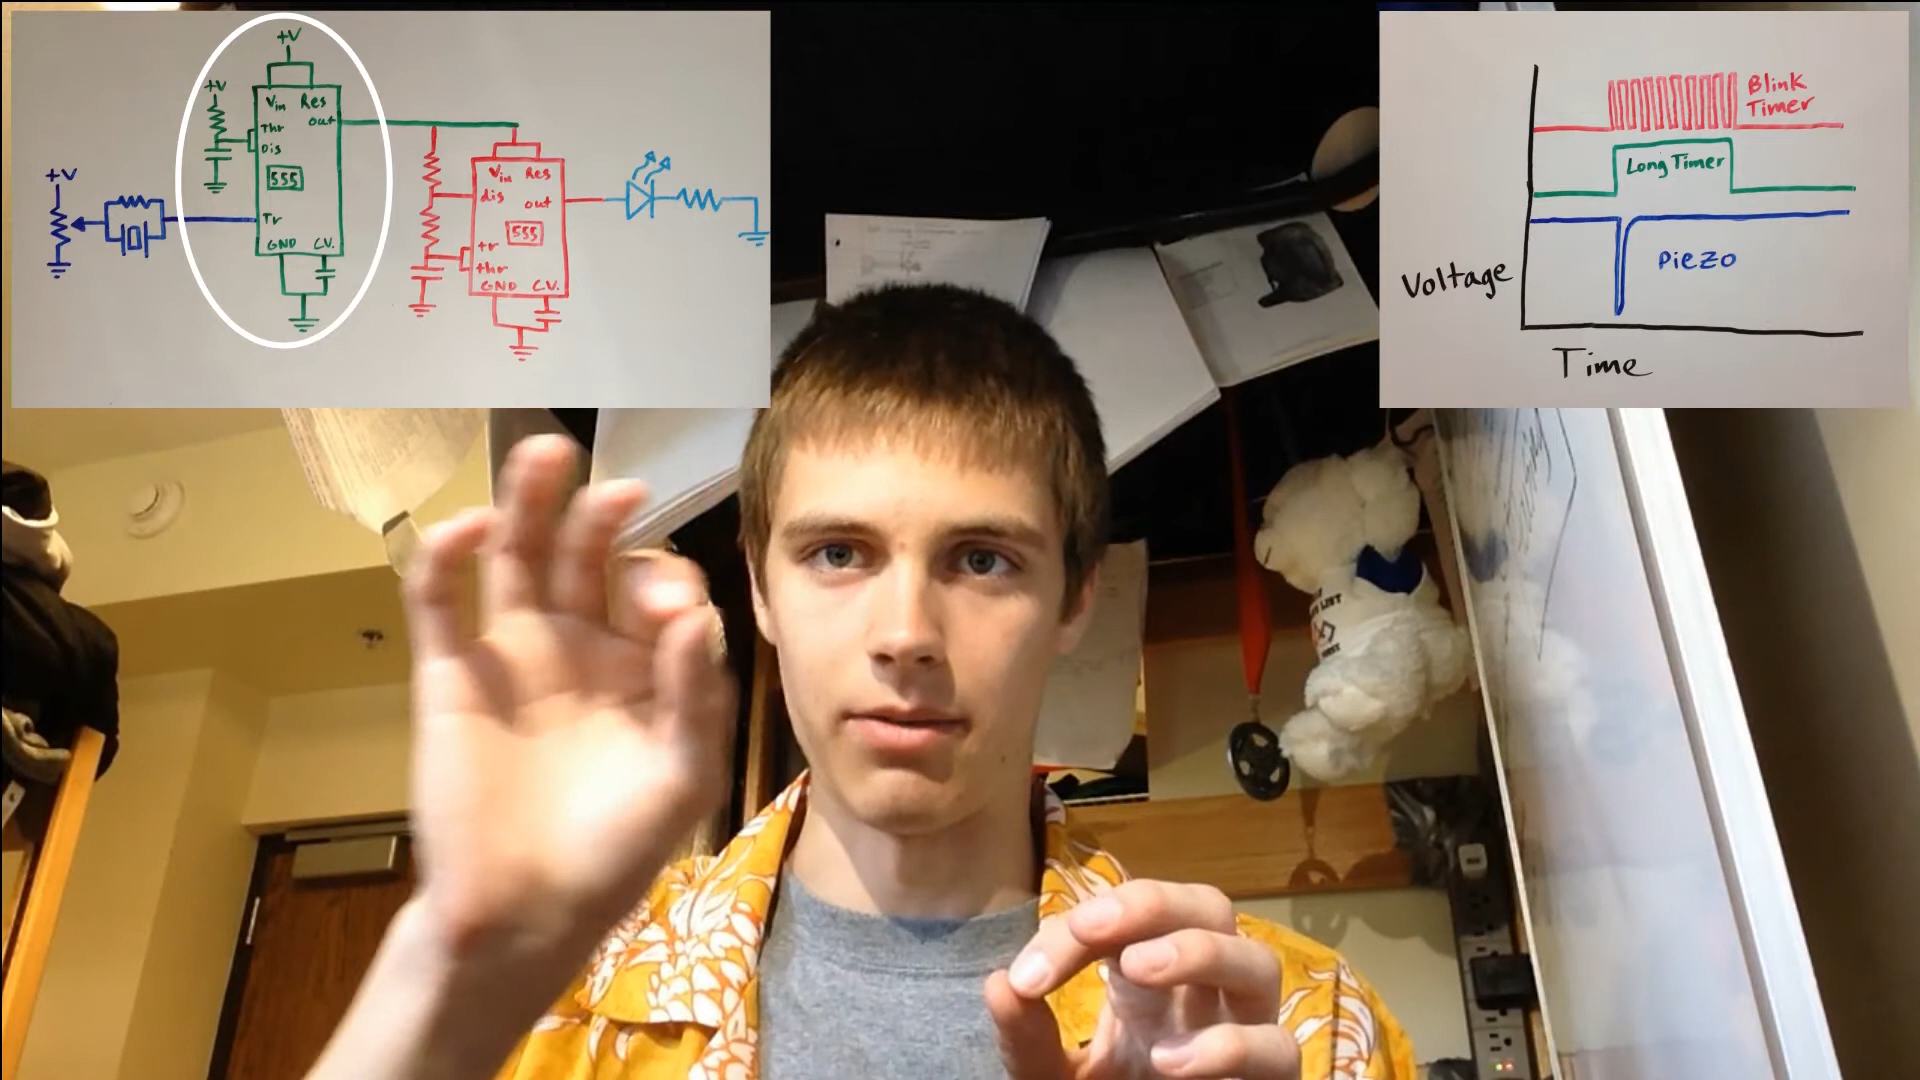 +V
+V
Vin Res
Thr
out
Dis
555
+V
Tr
GND C.V.
Vin Res
dis
out
555
tr
thr
GND C.V.
Blink
Timer
Long Timer
Piezo
Voltage
Time